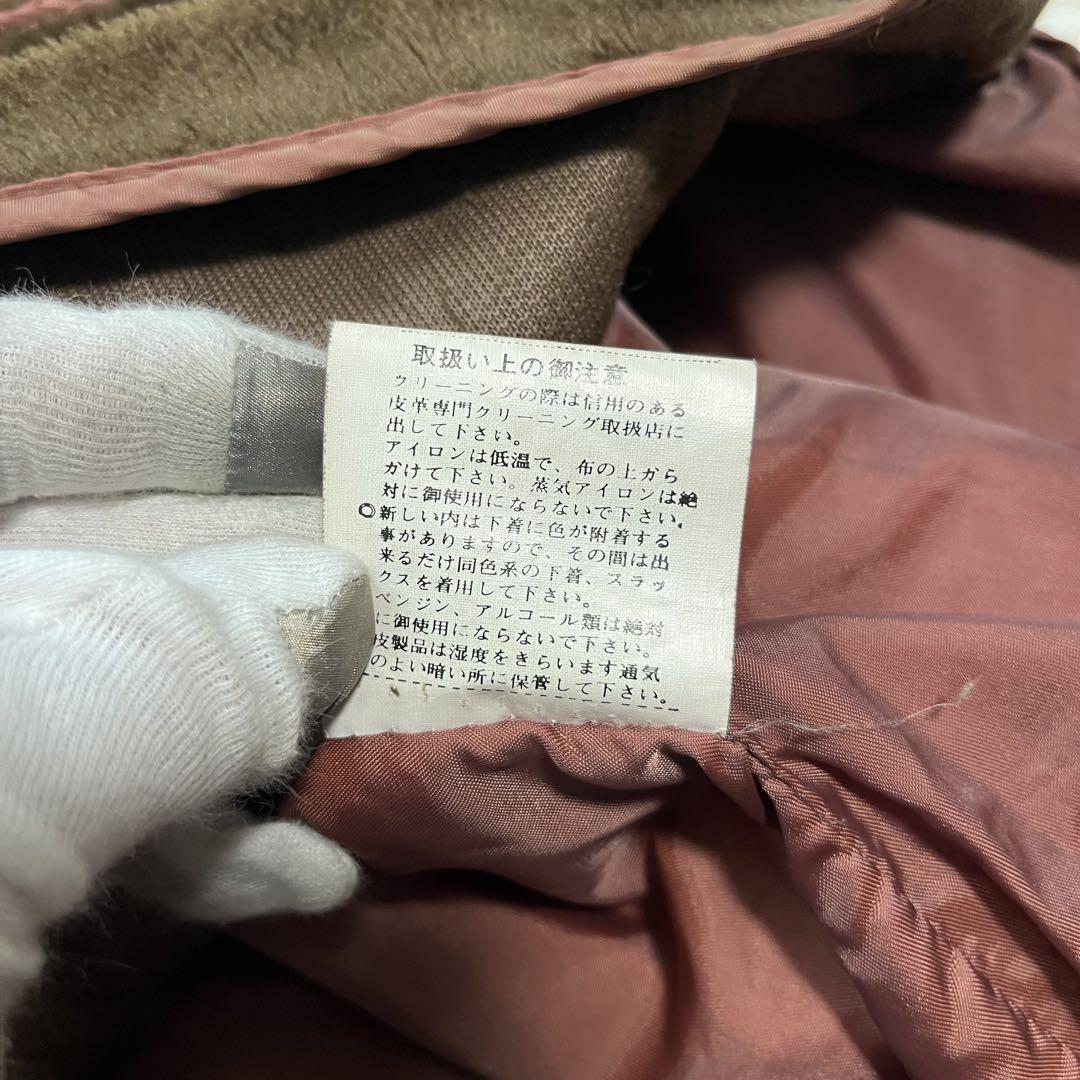 取扱い上の御注意
クリーニングの際は信用のある
皮革専門クリーニング取扱店に
出して下さい。
アイロンは低温で、布の上から
かけて下さい。蒸気アイロンは絶
対に御使用にならないで下さい。
◎新しい内は下着に色が附着する
事がありますので、その間は出
来るだけ同色系の下着、スラッ
クスを着用して下さい。
ベンジン、アルコール類は絶対
に御使用にならないで下さい。
皮製品は湿度をきらいます通気
のよい暗い所に保管して下さい。